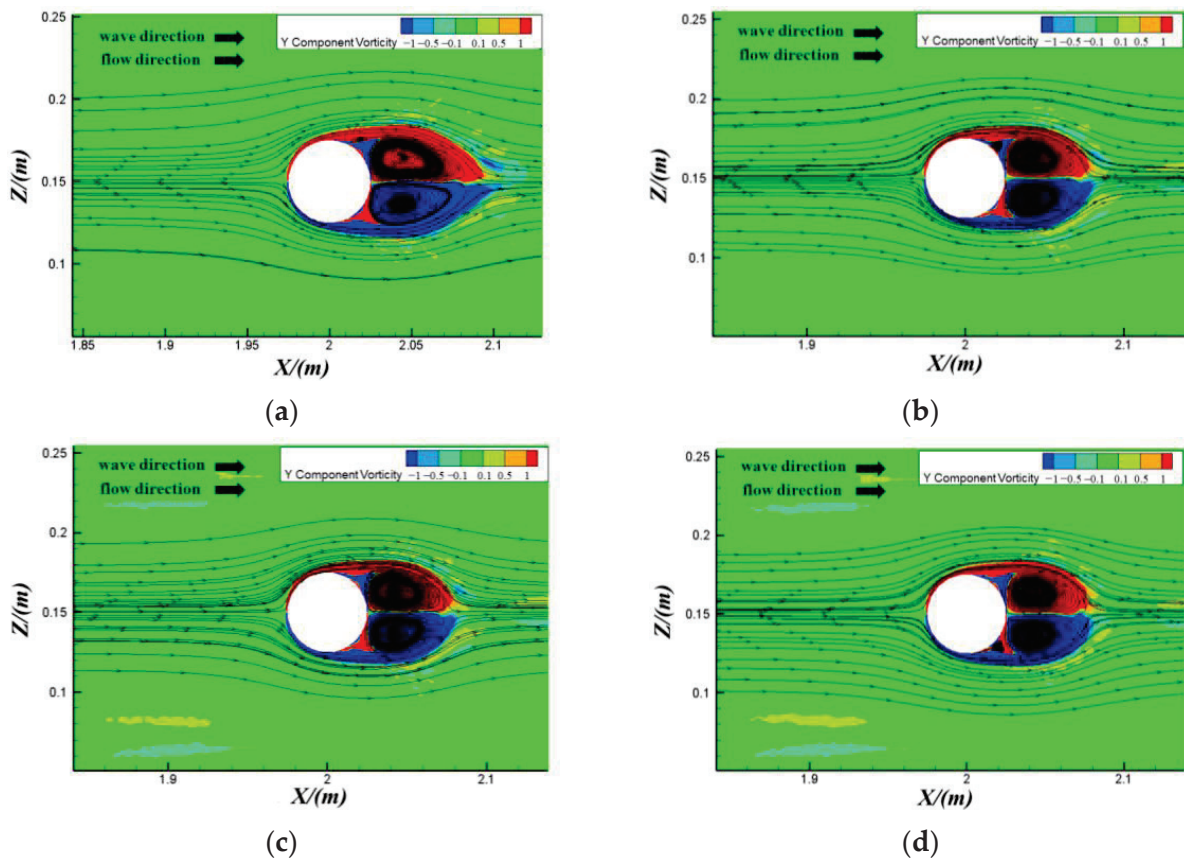 0.25
wave direction
flow direction
Y Component Vorticity
−1−0.5−0.1 0.1 0.5 1
0.2
Z/(m)
0.15
0.1
1.85 1.9 1.95 2 2.05 2.1
X/(m)
(a)
0.25
wave direction
flow direction
Y Component Vorticity
−1−0.5−0.1 0.1 0.5 1
0.2
Z/(m)
0.15
0.1
1.9 2 2.1
X/(m)
(b)
0.25
wave direction
flow direction
Y Component Vorticity
−1−0.5−0.1 0.1 0.5 1
0.2
Z/(m)
0.15
0.1
1.9 2 2.1
X/(m)
(c)
0.25
wave direction
flow direction
Y Component Vorticity
−1−0.5−0.1 0.1 0.5 1
0.2
Z/(m)
0.15
0.1
1.9 2 2.1
X/(m)
(d)